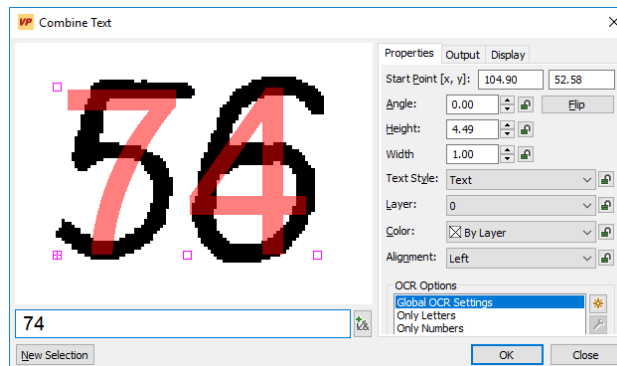 VP Combine Text
Properties Output Display
Start Point [x, y]: 104.90 52.58
Angle: 0.00 Flip
Height: 4.49
Width 1.00
Text Style: Text
Layer: 0
Color: By Layer
Alignment: Left
OCR Options
Global OCR Settings
Only Letters
Only Numbers
56
74
74
New Selection OK Close